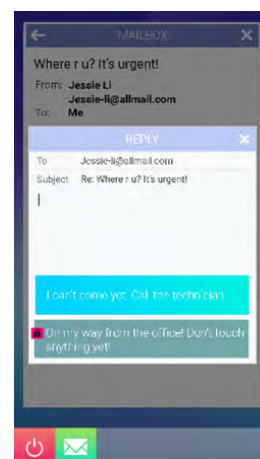 MAILBOX
Where r u? It's urgent!
From: Jessie Li
Jessie-li@allmail.com
To: Me
REPLY
To Jessie-li@allmail.com
Subject Re: Where r u? It's urgent!
I can't come yet. Call the technician.
On my way from the office! Don't touch
anything yet!